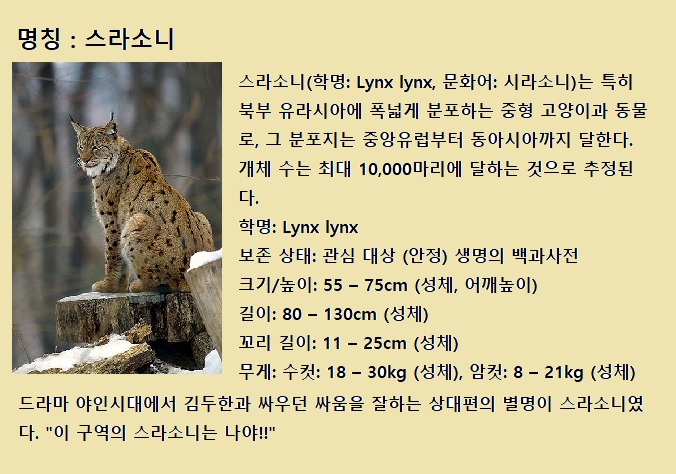 명칭 : 스라소니
스라소니(학명: Lynx lynx, 문화어: 시라소니)는 특히
북부 유라시아에 폭넓게 분포하는 중형 고양이과 동물
로, 그 분포지는 중앙유럽부터 동아시아까지 달한다.
개체 수는 최대 10,000마리에 달하는 것으로 추정된
다.
학명: Lynx lynx
보존 상태: 관심 대상 (안정) 생명의 백과사전
크기/높이: 55 – 75cm (성체, 어깨높이)
길이: 80 – 130cm (성체)
꼬리 길이: 11 – 25cm (성체)
무게: 수컷: 18 – 30kg (성체), 암컷: 8 – 21kg (성체)
드라마 야인시대에서 김두한과 싸우던 싸움을 잘하는 상대편의 별명이 스라소니였
다. "이 구역의 스라소니는 나야!!"